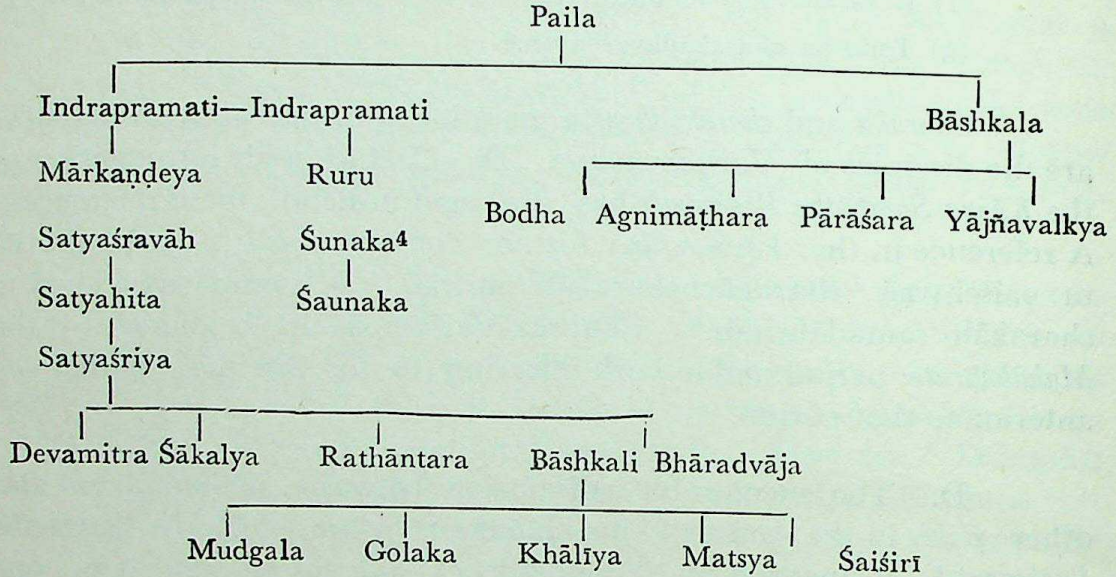 Paila
Indrapramati—Indrapramati Bāshkala
Mārkaṇḍeya Ruru
Bodha Agnimāṭhara Pārāśara Yājñavalkya
Satyaśravāh Śunaka4
Satyahita Śaunaka
Satyaśriya
Devamitra Śākalya Rathāntara Bāshkali Bhāradvāja
Mudgala Golaka Khālīya Matsya Śaiśirī